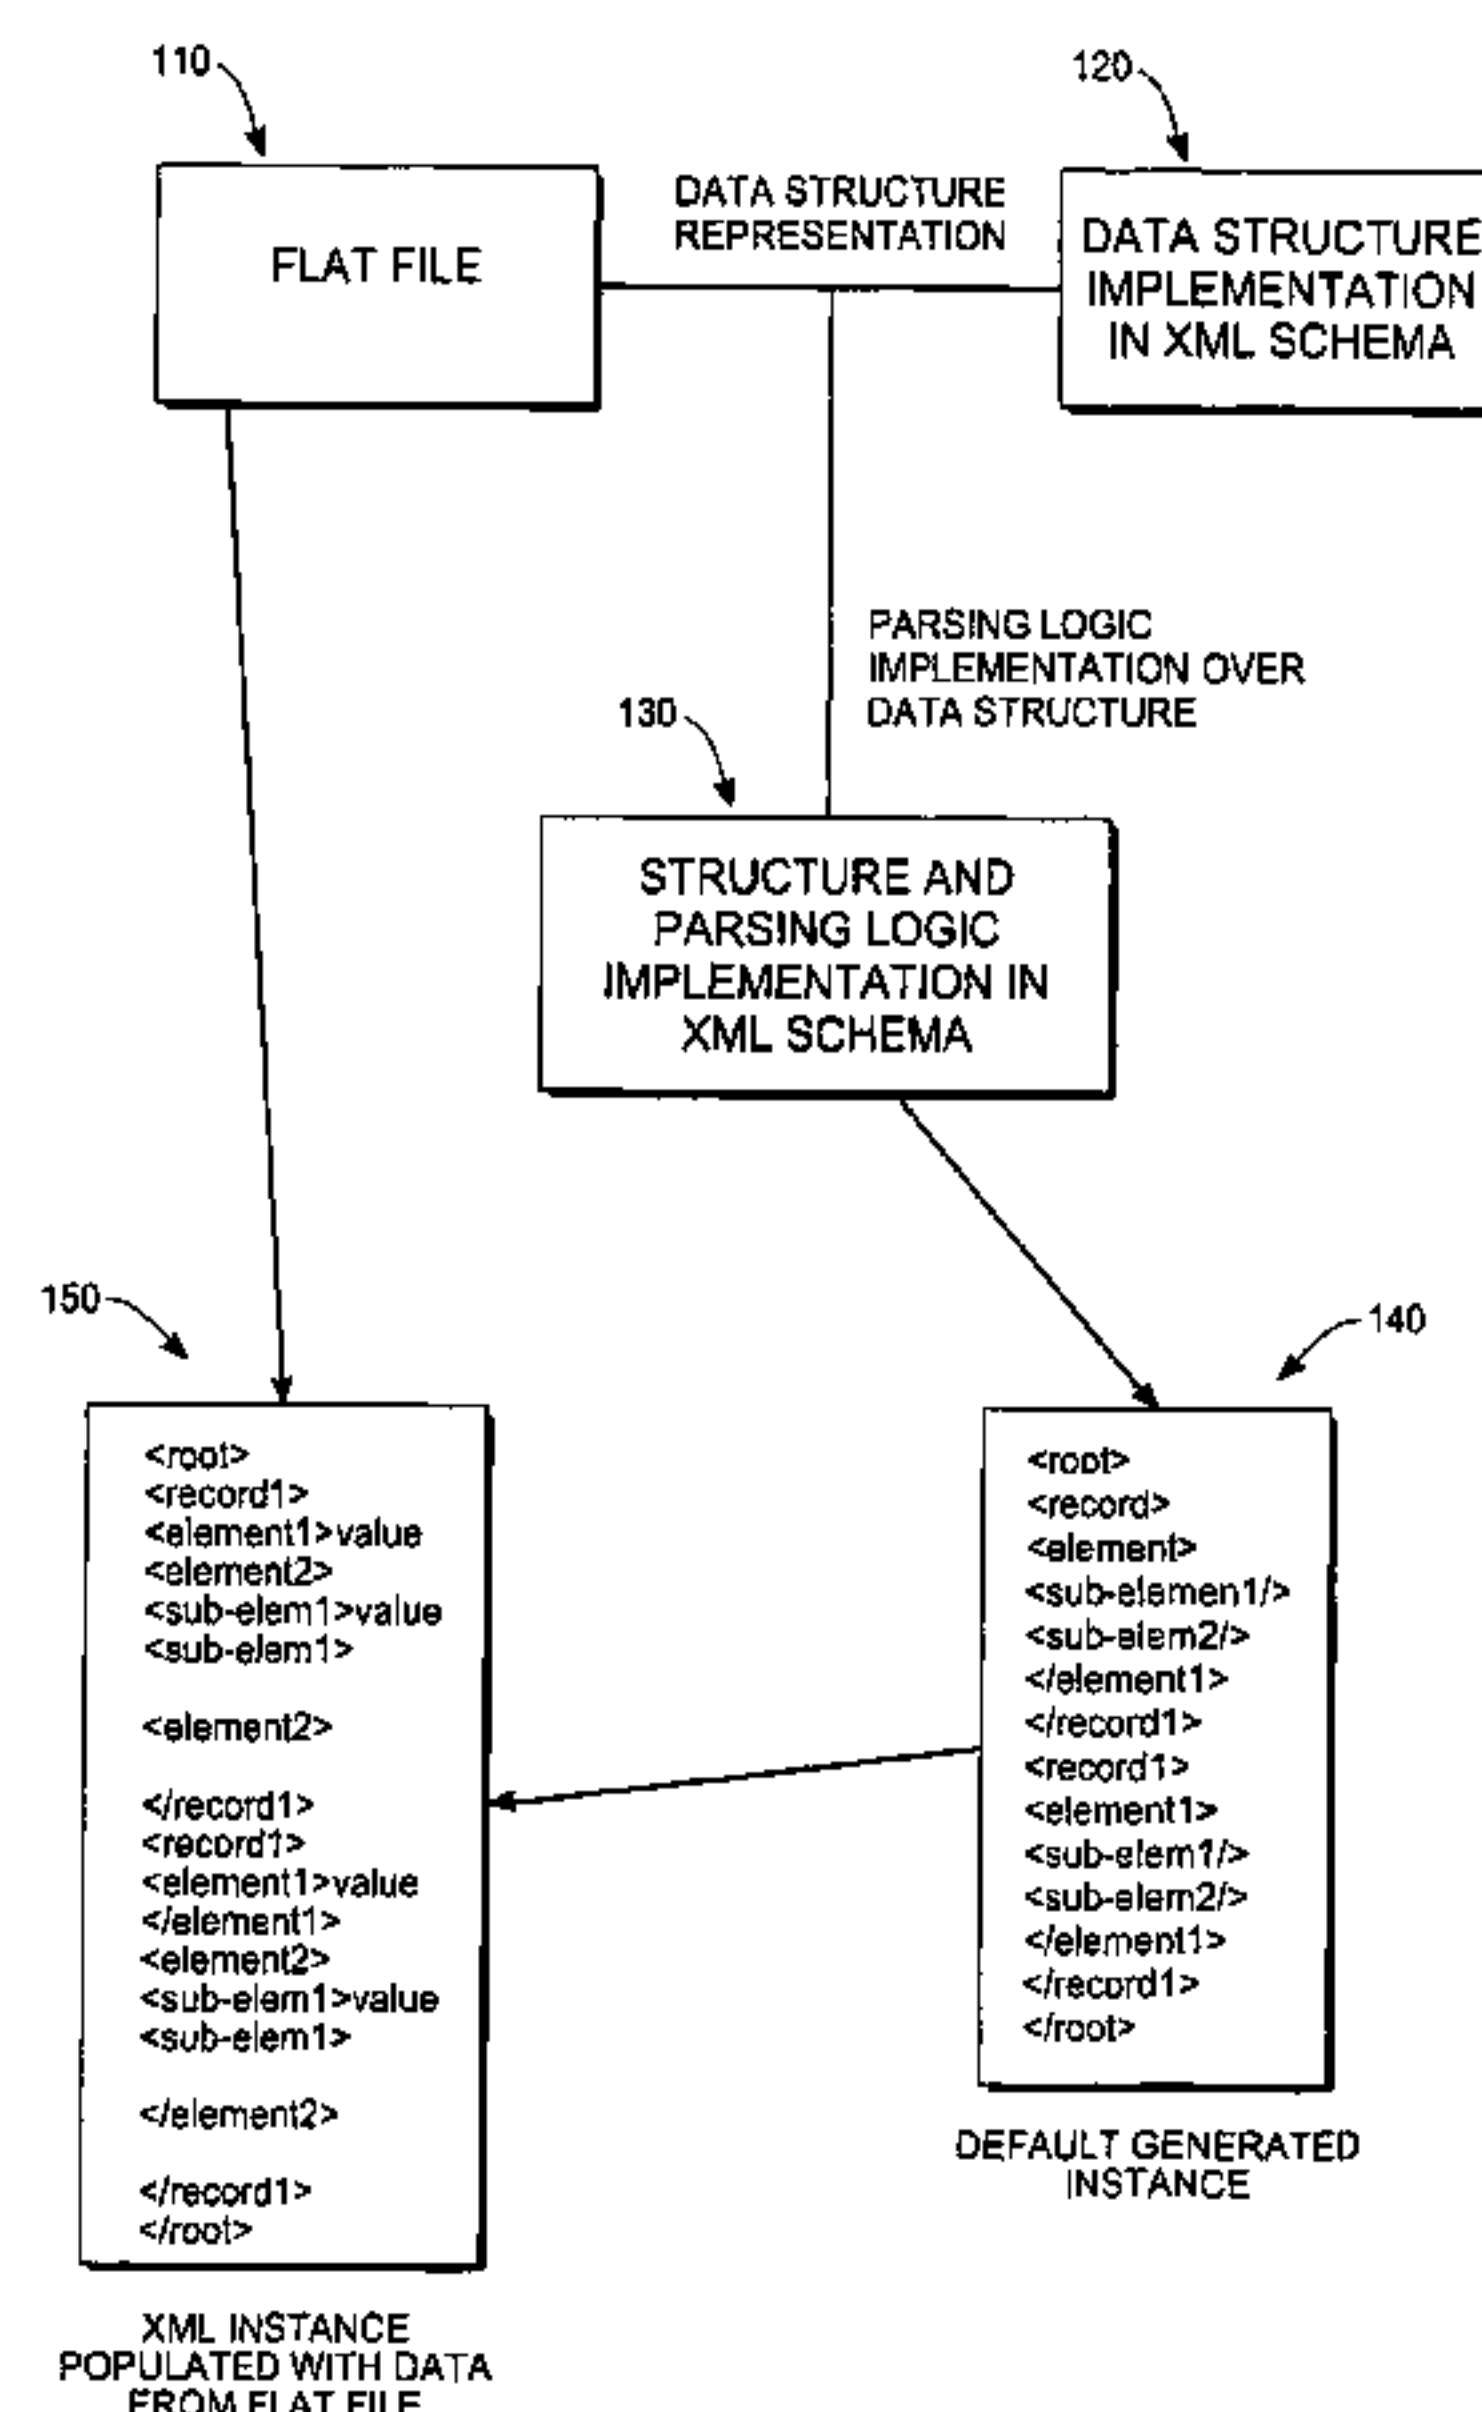 110
120
FLAT FILE
DATA STRUCTURE
REPRESENTATION
DATA STRUCTURE
IMPLEMENTATION
IN XML SCHEMA
PARSING LOGIC
IMPLEMENTATION OVER
DATA STRUCTURE
130
STRUCTURE AND
PARSING LOGIC
IMPLEMENTATION IN
XML SCHEMA
150
140
<root>
<record1>
<element1>value
<element2>
<sub-elem1>value
<sub-elem1>
<element2>
</record1>
<record1>
<element1>value
</element1>
<element2>
<sub-elem1>value
<sub-elem1>
</element2>
</record1>
</root>
XML INSTANCE
POPULATED WITH DATA
FROM FLAT FILE
<root>
<record>
<element>
<sub-elemen1/>
<sub-elem2/>
</element1>
</record1>
<record1>
<element1>
<sub-elem1/>
<sub-elem2/>
</element1>
</record1>
</root>
DEFAULT GENERATED
INSTANCE